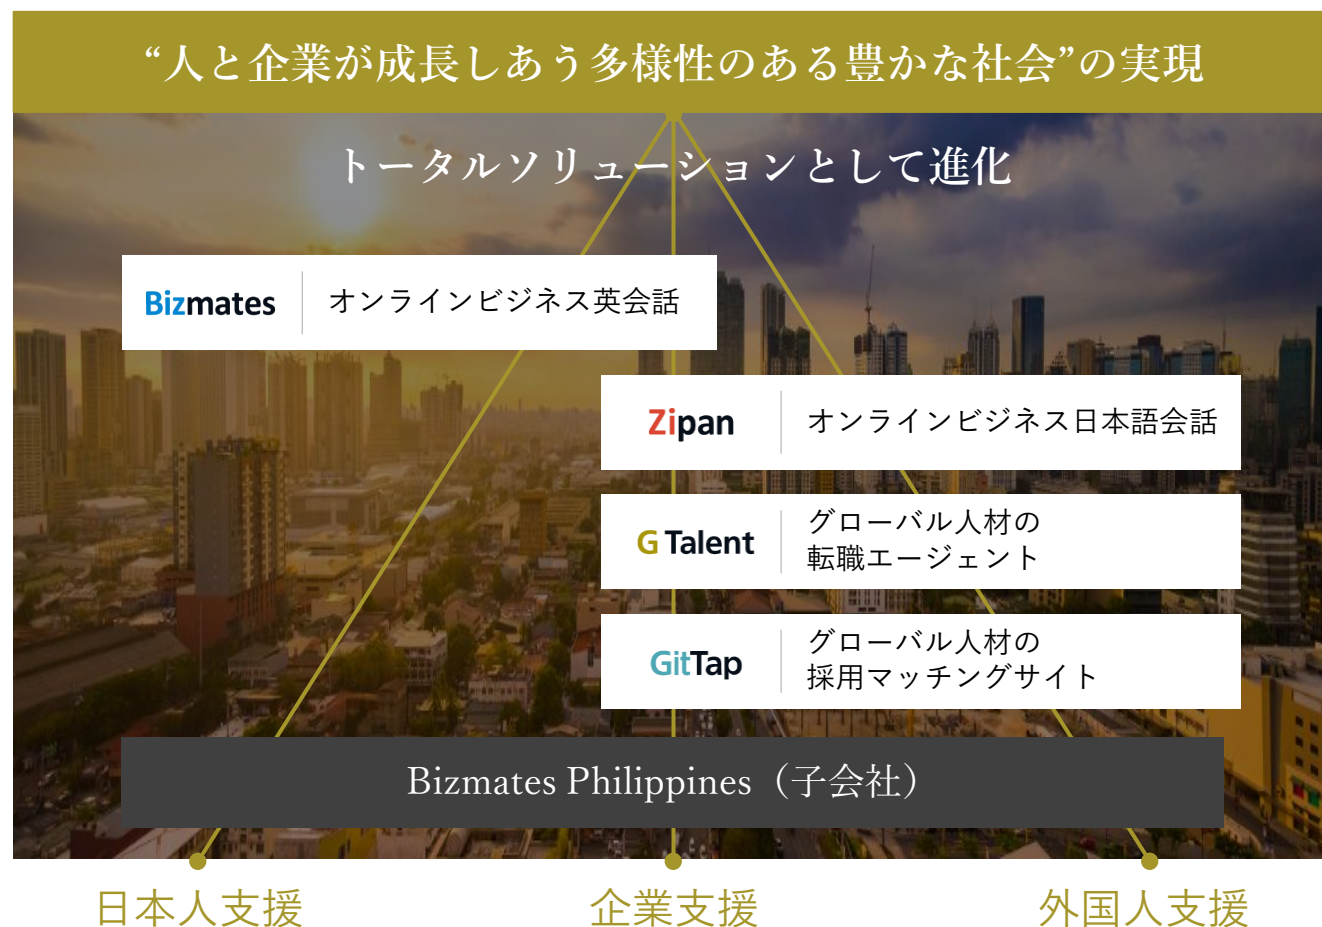 “人と企業が成長しあう多様性のある豊かな社会”の実現
トータルソリューションとして進化
Bizmates オンラインビジネス英会話
Zipan オンラインビジネス日本語会話
G Talent グローバル人材の
転職エージェント
GitTap グローバル人材の
採用マッチングサイト
Bizmates Philippines（子会社）
日本人支援 企業支援 外国人支援